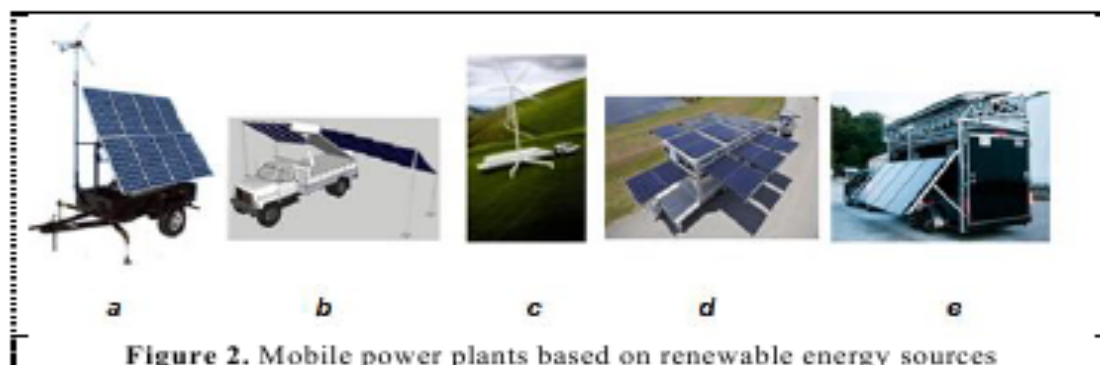 a b c d e
Figure 2. Mobile power plants based on renewable energy sources